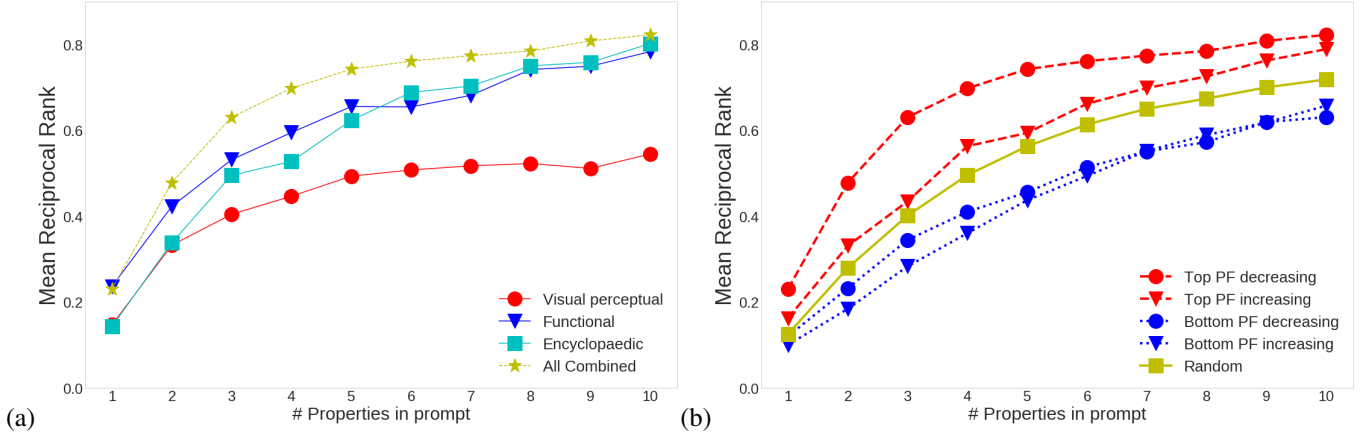 Mean Reciprocal Rank
0.8
0.6
0.4
0.2
0.0
1 2 3 4 5 6 7 8 9 10
# Properties in prompt
Visual perceptual
Functional
Encyclopaedic
All Combined
(a)
Mean Reciprocal Rank
0.8
0.6
0.4
0.2
0.0
1 2 3 4 5 6 7 8 9 10
# Properties in prompt
Top PF decreasing
Top PF increasing
Bottom PF decreasing
Bottom PF increasing
Random
(b)